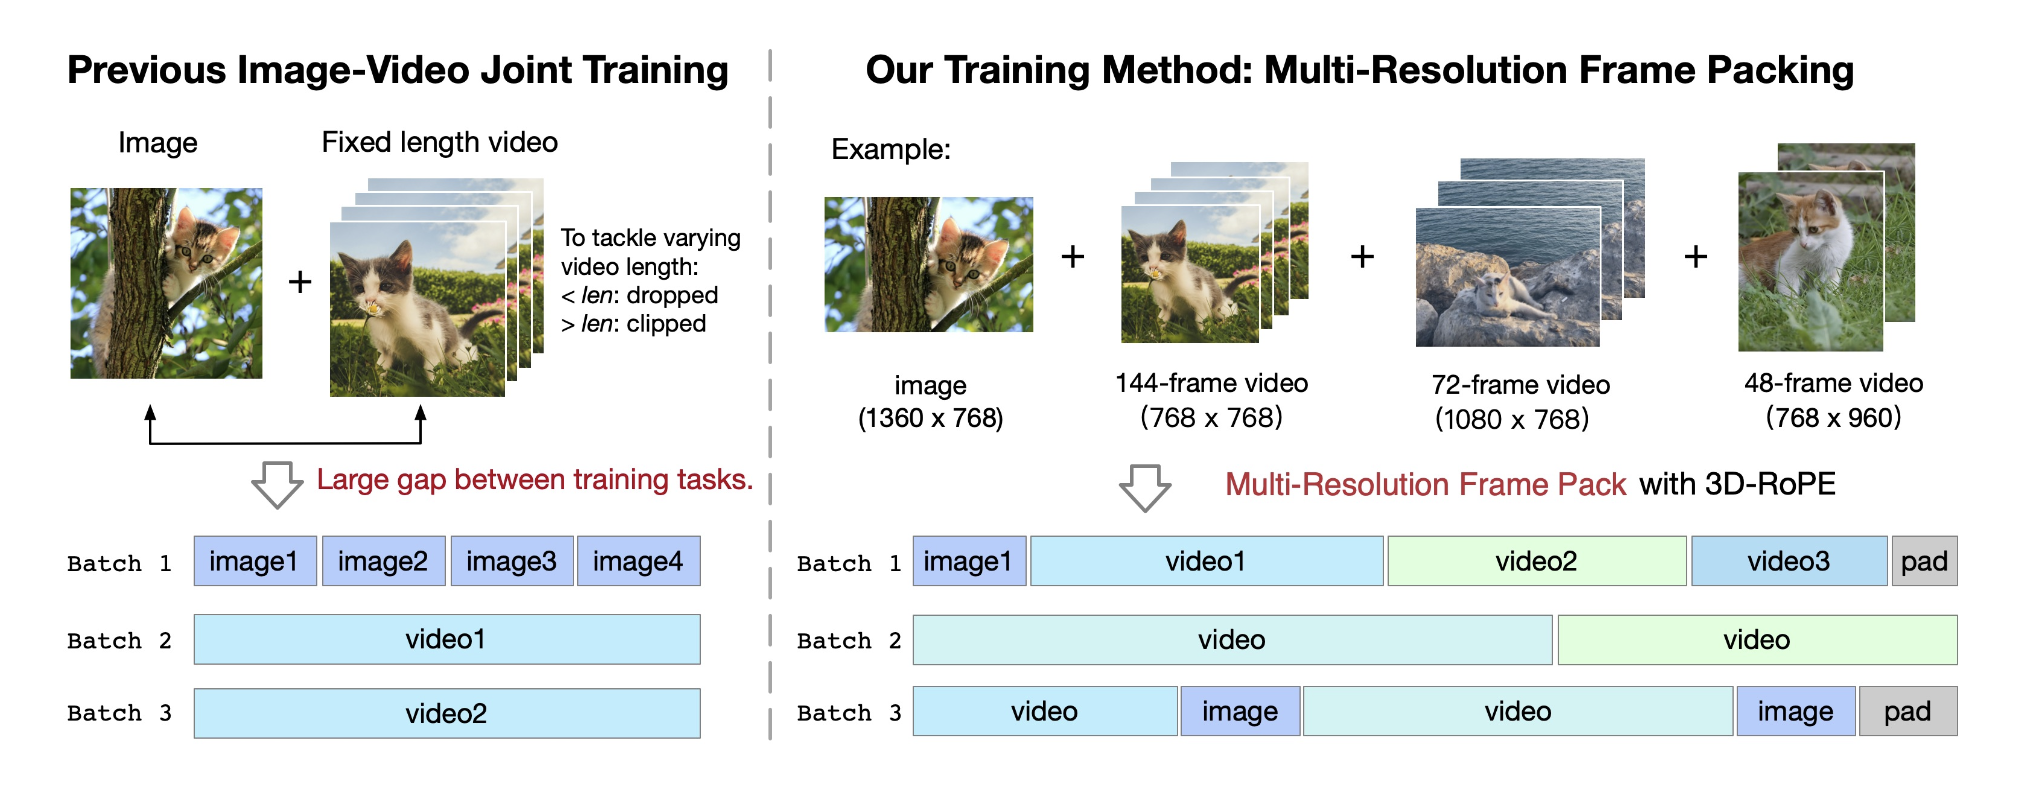 Previous Image-Video Joint Training
Image
Fixed length video
+
To tackle varying
video length:
< len: dropped
> len: clipped
Large gap between training tasks.
Batch 1
image1
image2
image3
image4
Batch 2
video1
Batch 3
video2
Our Training Method: Multi-Resolution Frame Packing
Example:
+
+
+
image
(1360 x 768)
144-frame video
(768 x 768)
72-frame video
(1080 x 768)
48-frame video
(768 x 960)
Multi-Resolution Frame Pack with 3D-RoPE
Batch 1
image1
video1
video2
video3
pad
Batch 2
video
video
Batch 3
video
image
video
image
pad